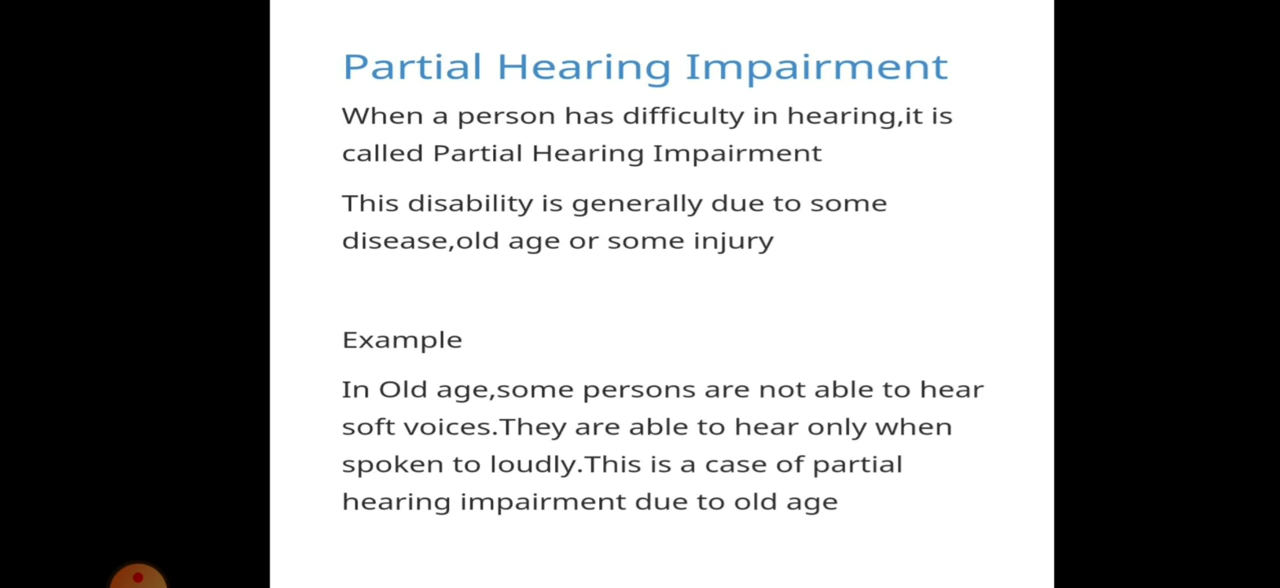 Partial Hearing Impairment
When a person has difficulty in hearing,it is
called Partial Hearing Impairment
This disability is generally due to some
disease,old age or some injury
Example
In Old age,some persons are not able to hear
soft voices.They are able to hear only when
spoken to loudly.This is a case of partial
hearing impairment due to old age